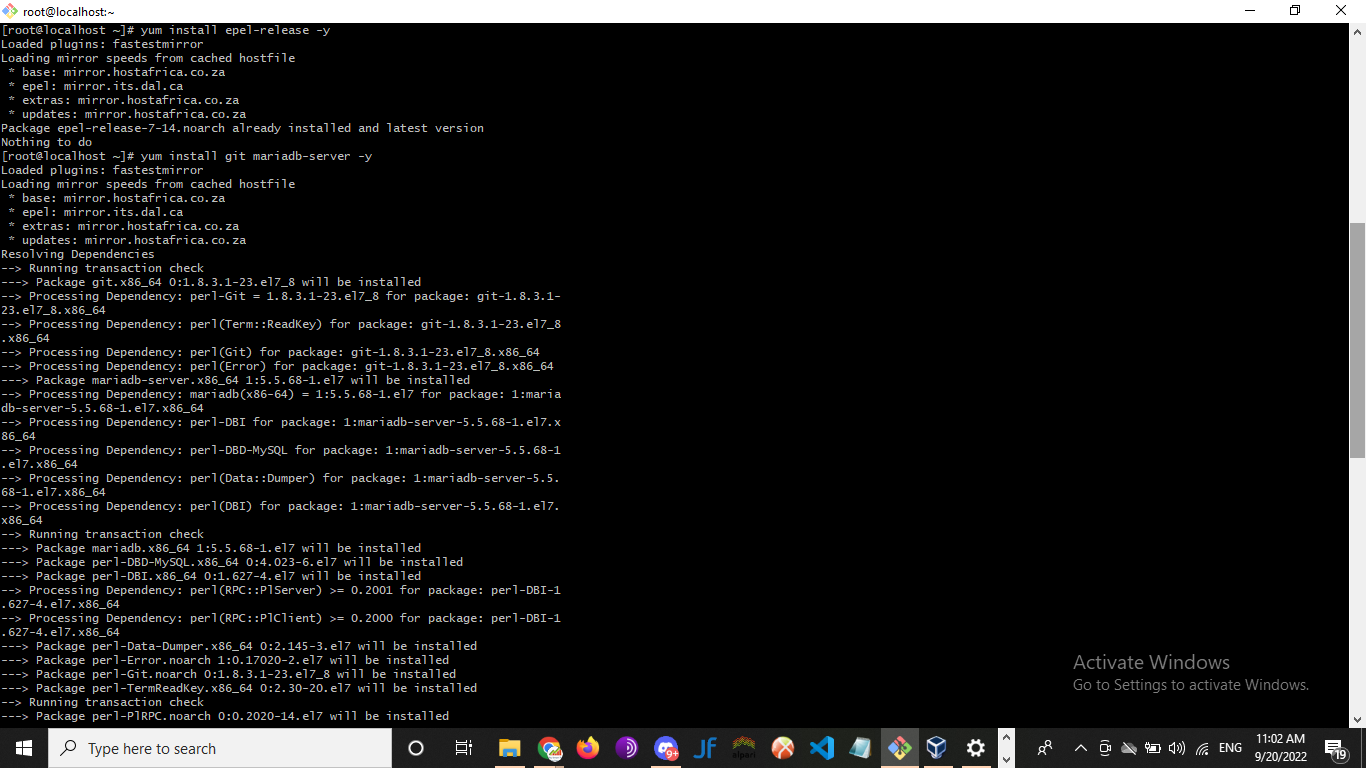 root@localhost:~
[root@localhost ~]# yum install epel-release -y
Loaded plugins: fastestmirror
Loading mirror speeds from cached hostfile
 * base: mirror.hostafrica.co.za
 * epel: mirror.its.dal.ca
 * extras: mirror.hostafrica.co.za
 * updates: mirror.hostafrica.co.za
Package epel-release-7-14.noarch already installed and latest version
Nothing to do
[root@localhost ~]# yum install git mariadb-server -y
Loaded plugins: fastestmirror
Loading mirror speeds from cached hostfile
 * base: mirror.hostafrica.co.za
 * epel: mirror.its.dal.ca
 * extras: mirror.hostafrica.co.za
 * updates: mirror.hostafrica.co.za
Resolving Dependencies
--> Running transaction check
---> Package git.x86_64 0:1.8.3.1-23.el7_8 will be installed
--> Processing Dependency: perl-Git = 1.8.3.1-23.el7_8 for package: git-1.8.3.1-
23.el7_8.x86_64
--> Processing Dependency: perl(Term::ReadKey) for package: git-1.8.3.1-23.el7_8
.x86_64
--> Processing Dependency: perl(Git) for package: git-1.8.3.1-23.el7_8.x86_64
--> Processing Dependency: perl(Error) for package: git-1.8.3.1-23.el7_8.x86_64
---> Package mariadb-server.x86_64 1:5.5.68-1.el7 will be installed
--> Processing Dependency: mariadb(x86-64) = 1:5.5.68-1.el7 for package: 1:maria
db-server-5.5.68-1.el7.x86_64
--> Processing Dependency: perl-DBI for package: 1:mariadb-server-5.5.68-1.el7.x
86_64
--> Processing Dependency: perl-DBD-MySQL for package: 1:mariadb-server-5.5.68-1
.el7.x86_64
--> Processing Dependency: perl(Data::Dumper) for package: 1:mariadb-server-5.5.
68-1.el7.x86_64
--> Processing Dependency: perl(DBI) for package: 1:mariadb-server-5.5.68-1.el7.
x86_64
--> Running transaction check
---> Package mariadb.x86_64 1:5.5.68-1.el7 will be installed
---> Package perl-DBD-MySQL.x86_64 0:4.023-6.el7 will be installed
---> Package perl-DBI.x86_64 0:1.627-4.el7 will be installed
--> Processing Dependency: perl(RPC::PlServer) >= 0.2001 for package: perl-DBI-1
.627-4.el7.x86_64
--> Processing Dependency: perl(RPC::PlClient) >= 0.2000 for package: perl-DBI-1
.627-4.el7.x86_64
---> Package perl-Data-Dumper.x86_64 0:2.145-3.el7 will be installed
---> Package perl-Error.noarch 1:0.17020-2.el7 will be installed
---> Package perl-Git.noarch 0:1.8.3.1-23.el7_8 will be installed
---> Package perl-TermReadKey.x86_64 0:2.30-20.el7 will be installed
--> Running transaction check
---> Package perl-PlRPC.noarch 0:0.2020-14.el7 will be installed
Activate Windows
Go to Settings to activate Windows.
Type here to search
9+
JF
ENG
11:02 AM
9/20/2022
19